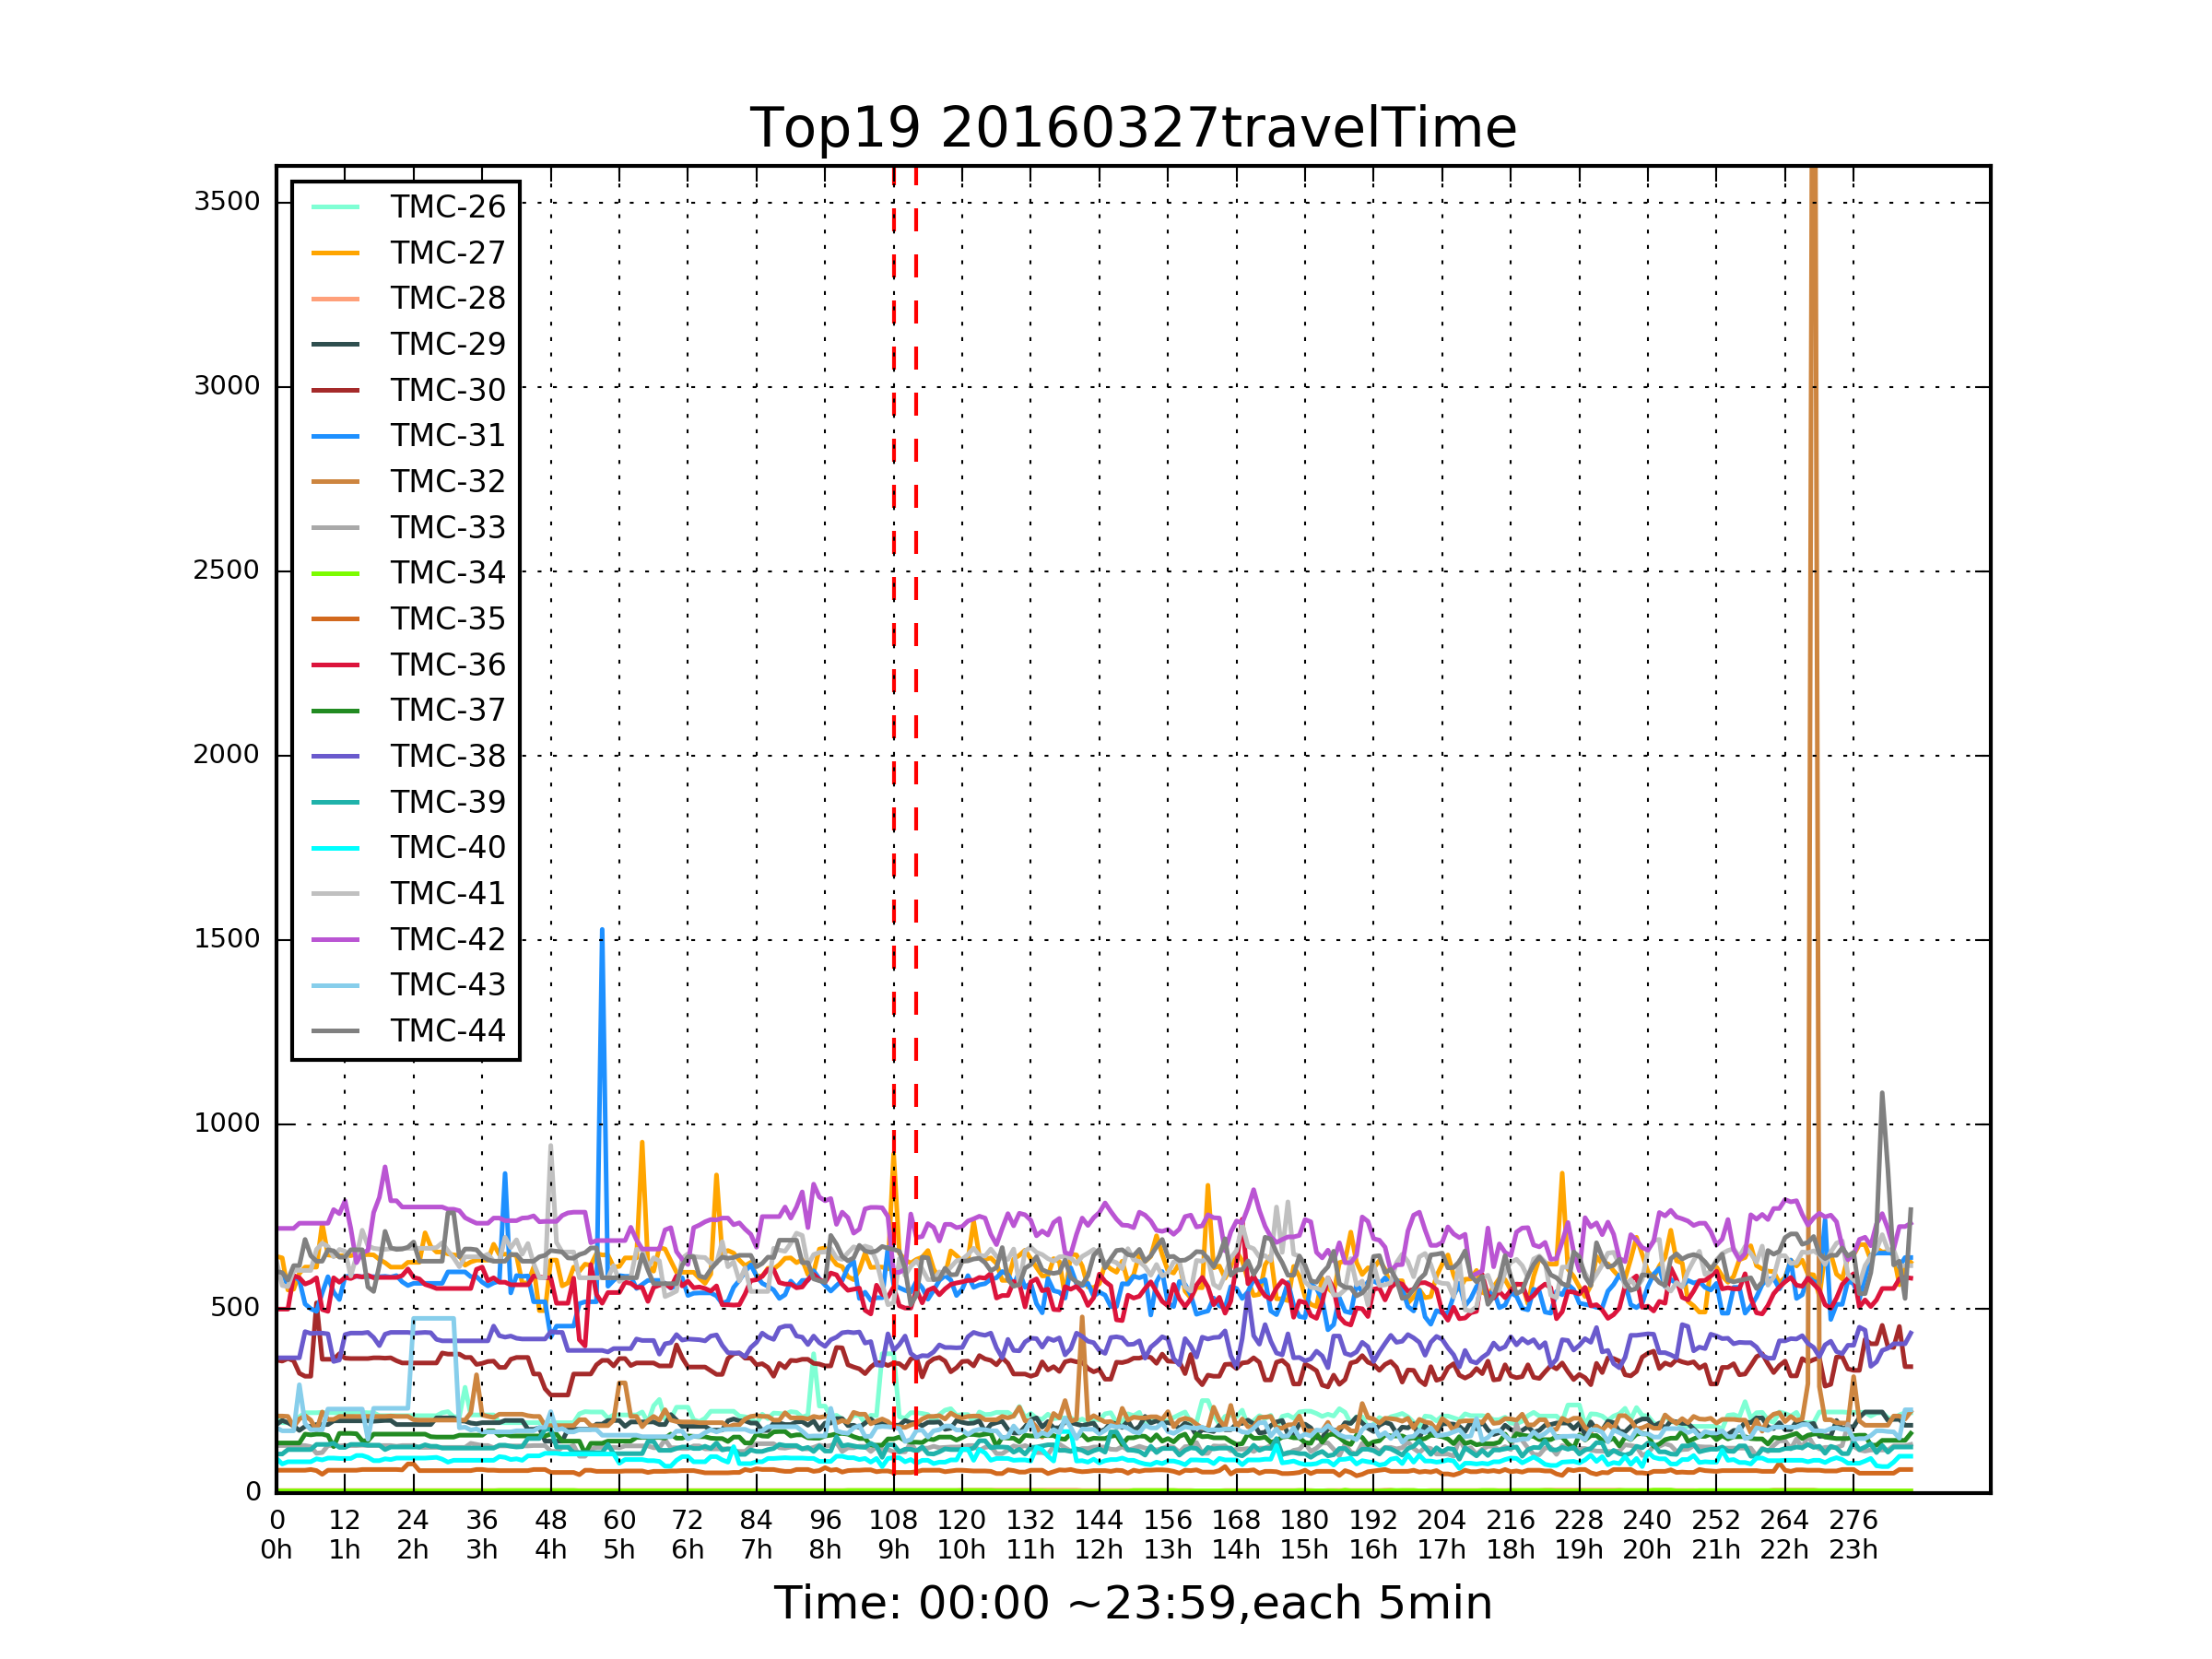 Top19 20160327travelTime
3500
3000
2500
2000
1500
1000
500
0
TMC-26
TMC-27
TMC-28
TMC-29
TMC-30
TMC-31
TMC-32
TMC-33
TMC-34
TMC-35
TMC-36
TMC-37
TMC-38
TMC-39
TMC-40
TMC-41
TMC-42
TMC-43
TMC-44
0 12 24 36 48 60 72 84 96 108 120 132 144 156 168 180 192 204 216 228 240 252 264 276
0h 1h 2h 3h 4h 5h 6h 7h 8h 9h 10h 11h 12h 13h 14h 15h 16h 17h 18h 19h 20h 21h 22h 23h
Time: 00:00 ~23:59,each 5min